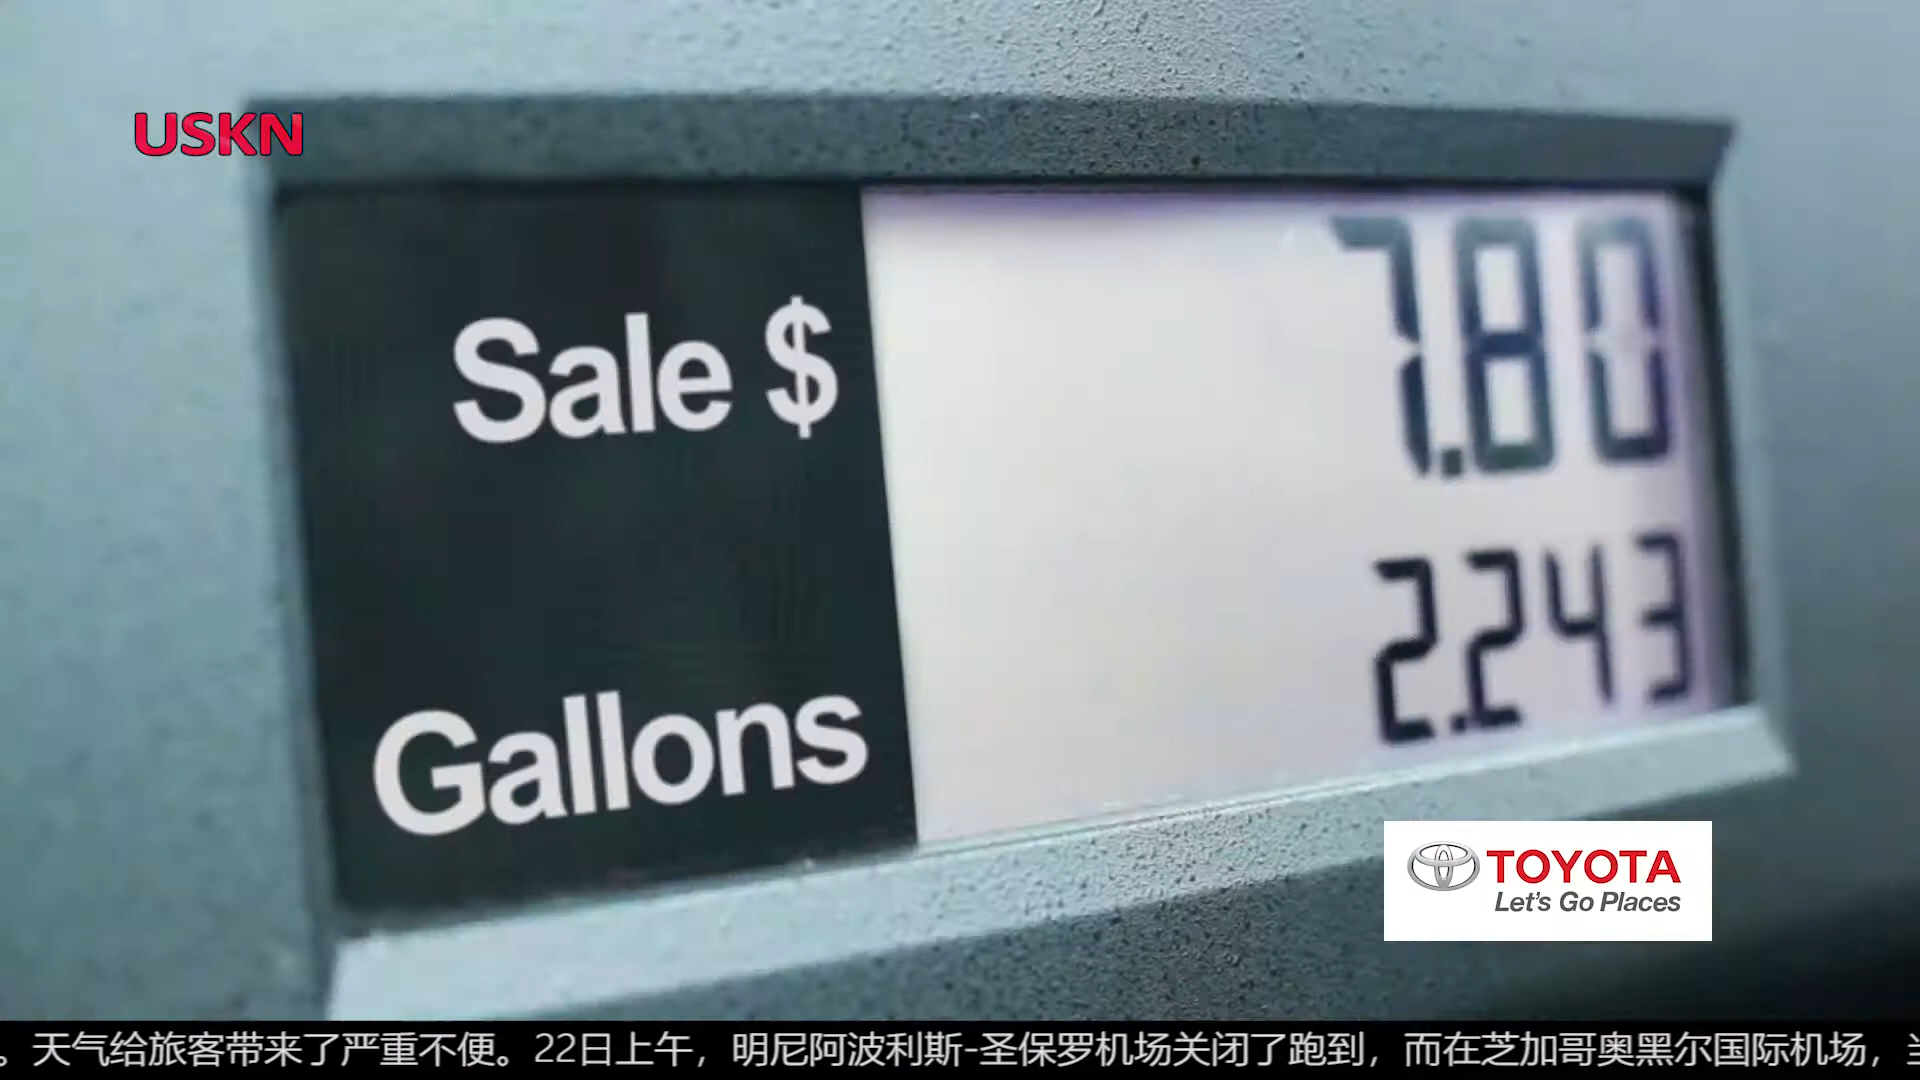 USKN
Sale $ 7.80
Gallons 2.243
TOYOTA
Let's Go Places
。天气给旅客带来了严重不便。22日上午，明尼阿波利斯-圣保罗机场关闭了跑到，而在芝加哥奥黑尔国际机场，